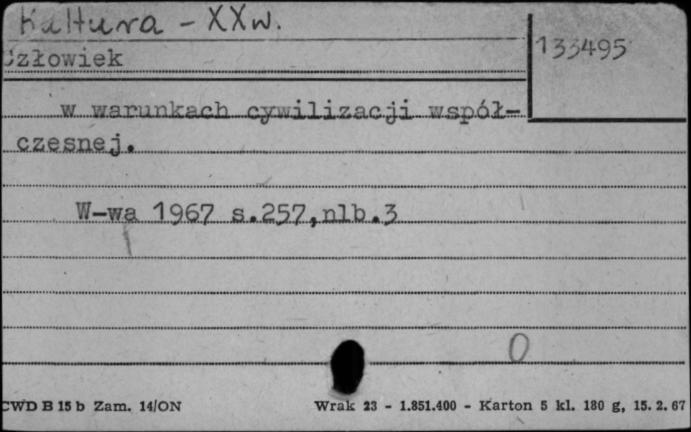 Kultura - XXw.
133495
Człowiek
w warunkach cywilizacji współ-
czesnej.
W-wa 1967 s.257,nlb.3
0
CWD B 15 b Zam. 14/ON
Wrak 23 - 1.851.400 - Karton 5 kl. 180 g, 15. 2. 67